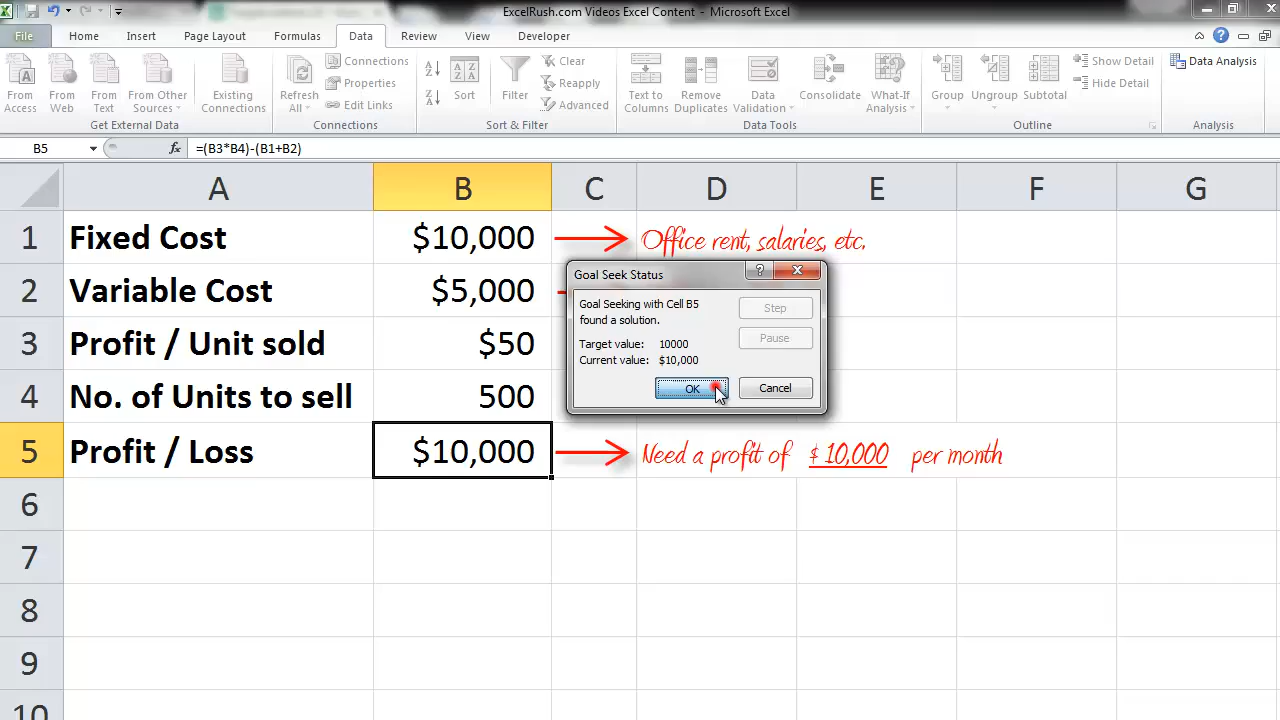 ExcelRush.com Videos Excel Content - Microsoft Excel
File Home Insert Page Layout Formulas Data Review View Developer
From Access
From Web
From Text
From Other Sources
Existing Connections
Get External Data
Refresh All
Connections
Properties
Edit Links
Connections
Sort
Filter
Clear
Reapply
Advanced
Sort & Filter
Text to Columns
Remove Duplicates
Data Validation
Consolidate
What-If Analysis
Data Tools
Group
Ungroup
Subtotal
Show Detail
Hide Detail
Outline
Data Analysis
Analysis
B5 fx =(B3*B4)-(B1+B2)
A B C D E F G
1 Fixed Cost $10,000 Office rent, salaries, etc.
2 Variable Cost $5,000
3 Profit / Unit sold $50
4 No. of Units to sell 500
5 Profit / Loss $10,000 Need a profit of $10,000 per month
6
7
8
9
10
Goal Seek Status
Goal Seeking with Cell B5
found a solution.
Target value: 10000
Current value: $10,000
Step
Pause
OK Cancel